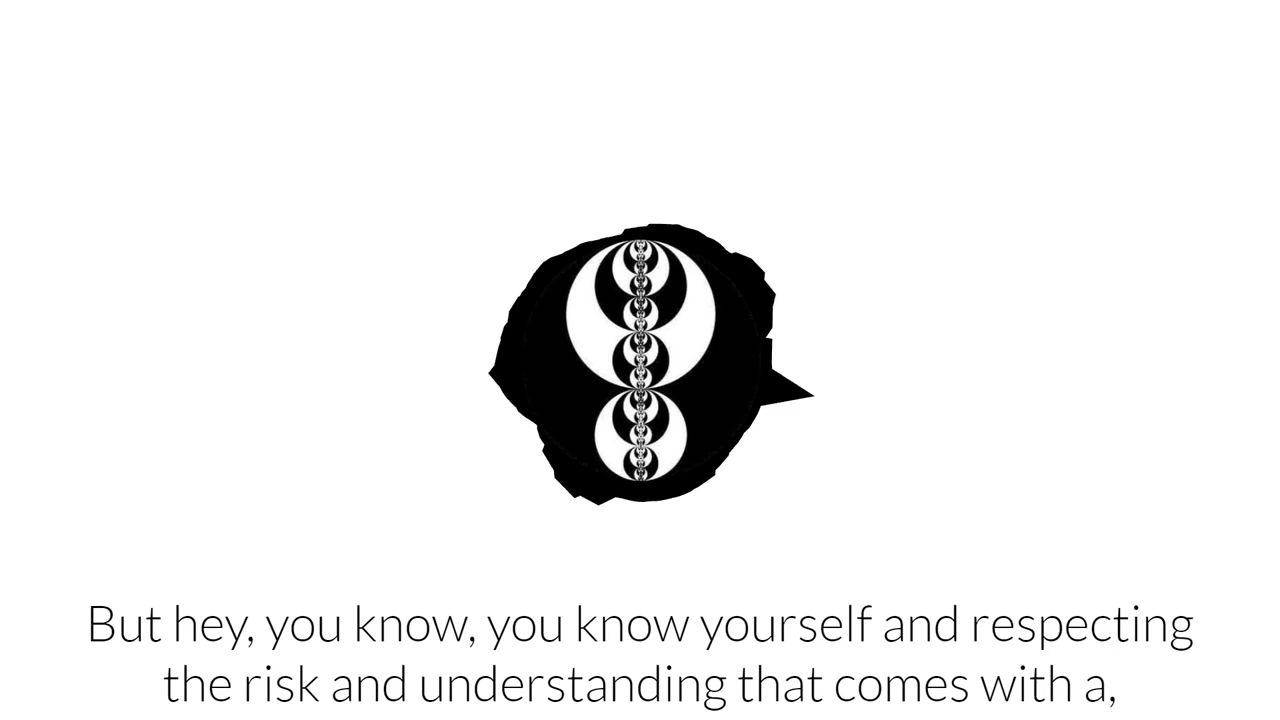 But hey, you know, you know yourself and respecting
the risk and understanding that comes with a,